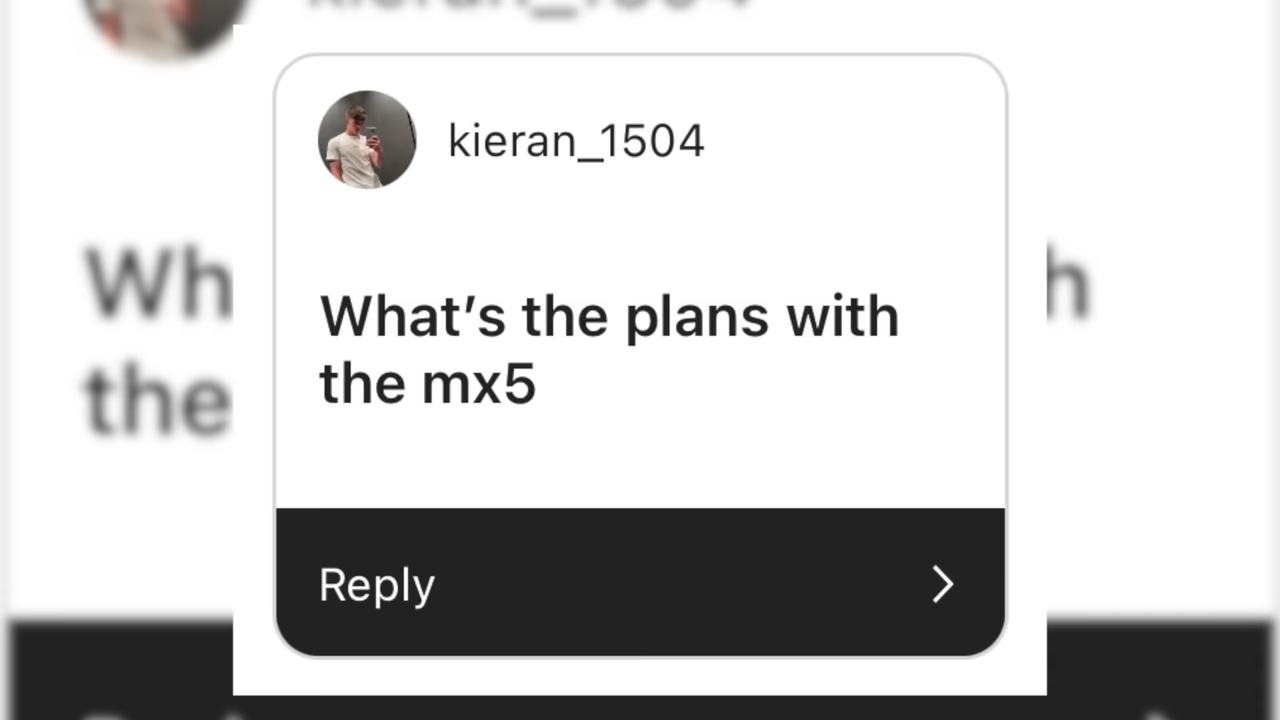 kieran_1504
What’s the plans with
the mx5
Reply